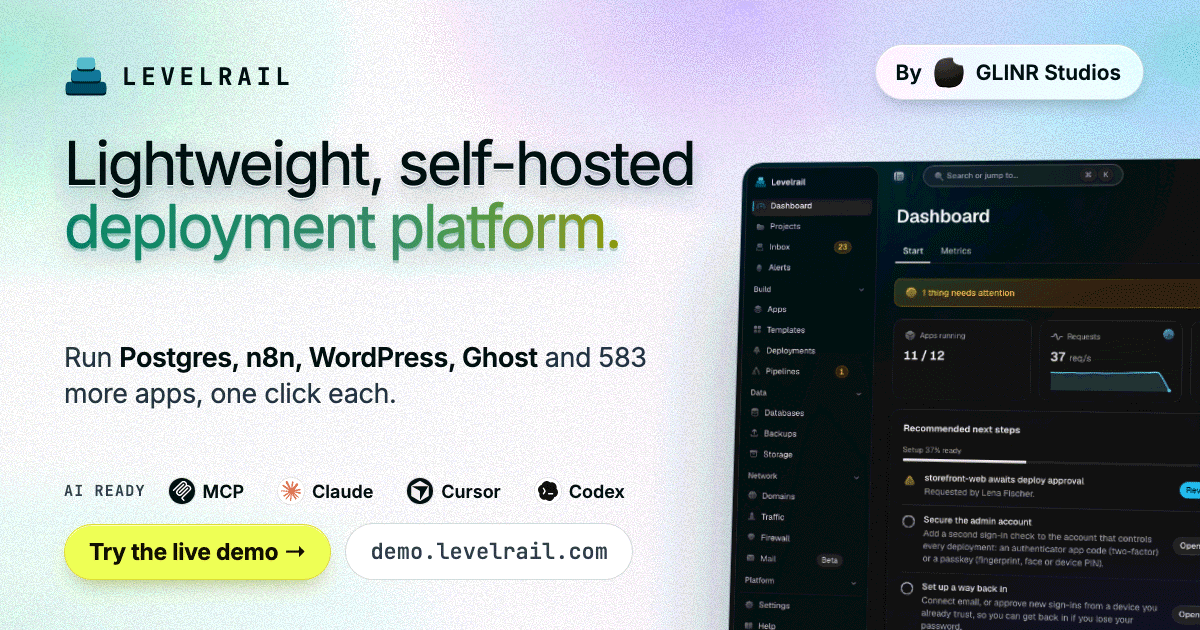 LEVELRAIL
By GLINR Studios
Lightweight, self-hosted
deployment platform.
Run Postgres, n8n, WordPress, Ghost and 583
more apps, one click each.
AI READY MCP Claude Cursor Codex
Try the live demo →
demo.levelrail.com
Levelrail
Dashboard
Projects
Inbox 23
Alerts
Build
Apps
Templates
Deployments
Pipelines 1
Data
Databases
Backups
Storage
Network
Domains
Traffic
Firewall
Mail Beta
Platform
Settings
Help
Search or jump to... ⌘ K
Dashboard
Start Metrics
1 thing needs attention
Apps running
11 / 12
Requests
37 req/s
Recommended next steps
Setup 37% ready
storefront-web awaits deploy approval
Requested by Lena Fischer.
Rev
Secure the admin account
Add a second sign-in check to the account that controls
every deployment: an authenticator app code (two-factor)
or a passkey (fingerprint, face or device PIN).
Open
Set up a way back in
Connect email, or approve new sign-ins from a device you
already trust, so you can get back in if you lose your
password.
Open